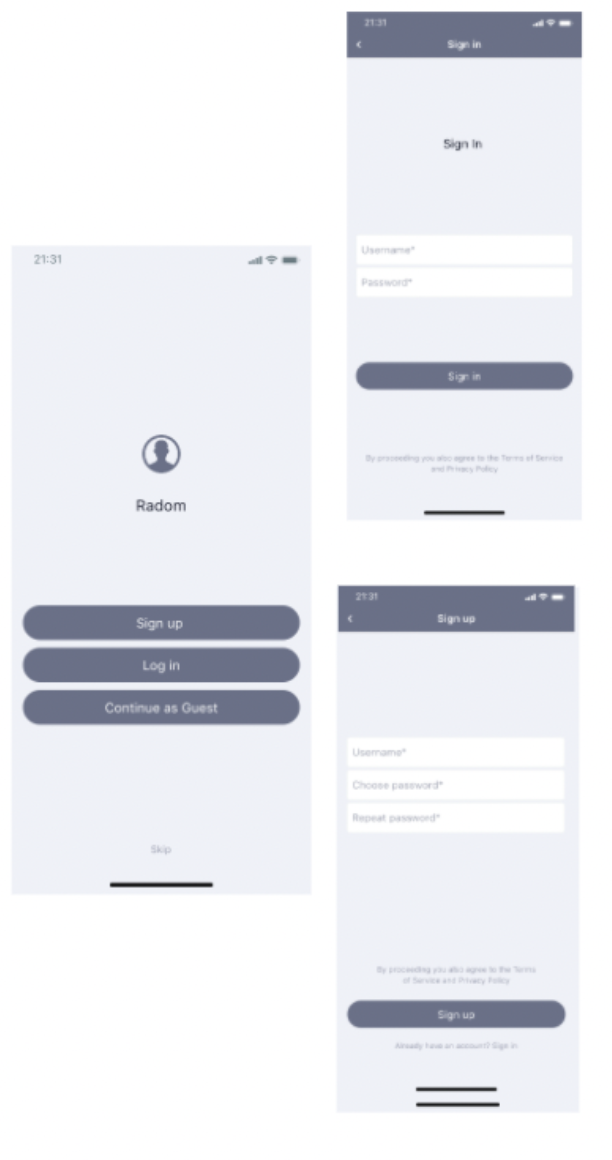 21:31
Radom
Sign up
Log in
Continue as Guest
Skip
21:31
Sign in
Sign In
Username*
Password*
Sign in
By proceeding you also agree to the Terms of Service
and Privacy Policy
21:31
Sign up
Username*
Choose password*
Repeat password*
By proceeding you also agree to the Terms
of Service and Privacy Policy
Sign up
Already have an account? Sign in